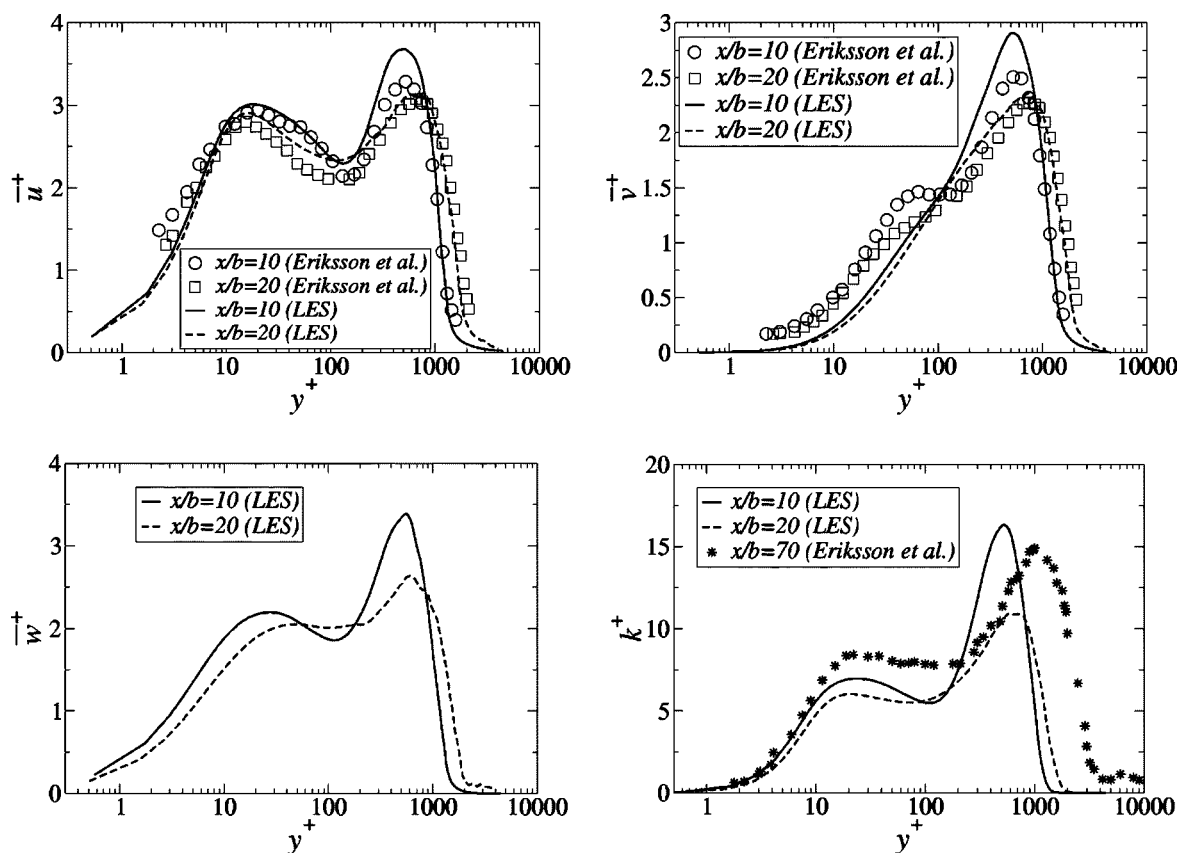 4
3
2
1
0
u̅⁺
x/b=10 (Eriksson et al.)
x/b=20 (Eriksson et al.)
x/b=10 (LES)
x/b=20 (LES)
1 10 100 1000 10000
y⁺
3
2.5
2
1.5
1
0.5
0
v̅⁺
x/b=10 (Eriksson et al.)
x/b=20 (Eriksson et al.)
x/b=10 (LES)
x/b=20 (LES)
1 10 100 1000 10000
y⁺
4
3
2
1
0
w̅⁺
x/b=10 (LES)
x/b=20 (LES)
1 10 100 1000 10000
y⁺
20
15
10
5
0
k⁺
x/b=10 (LES)
x/b=20 (LES)
x/b=70 (Eriksson et al.)
1 10 100 1000 10000
y⁺